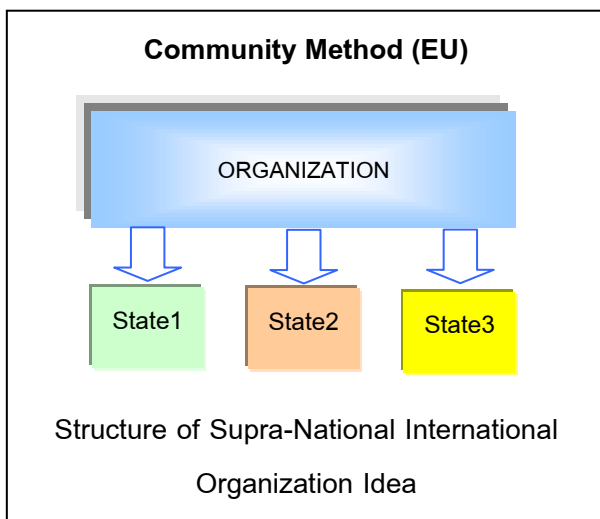 Community Method (EU)
ORGANIZATION
State1 State2 State3
Structure of Supra-National International
Organization Idea